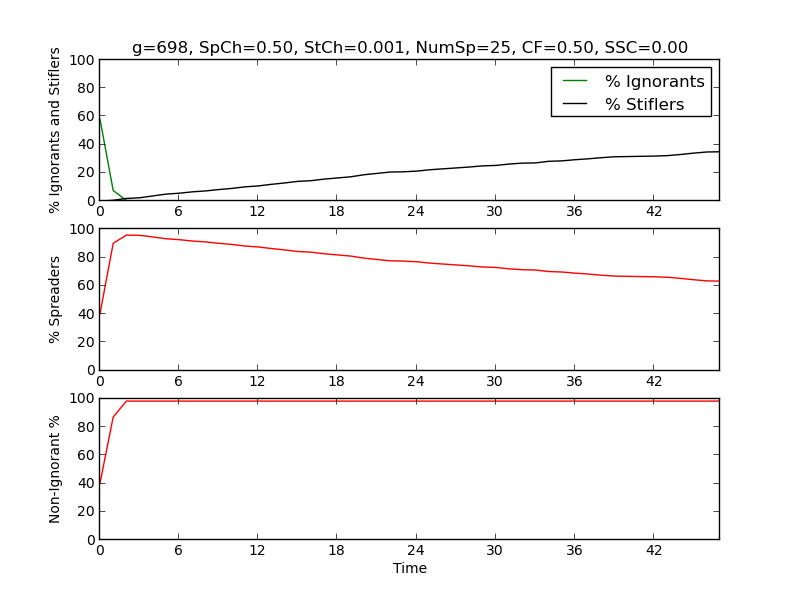 g=698, SpCh=0.50, StCh=0.001, NumSp=25, CF=0.50, SSC=0.00
% Ignorants and Stiflers
100
80
60
40
20
0
% Ignorants
% Stiflers
0 6 12 18 24 30 36 42
% Spreaders
100
80
60
40
20
0
0 6 12 18 24 30 36 42
Non-Ignorant %
100
80
60
40
20
0
0 6 12 18 24 30 36 42
Time